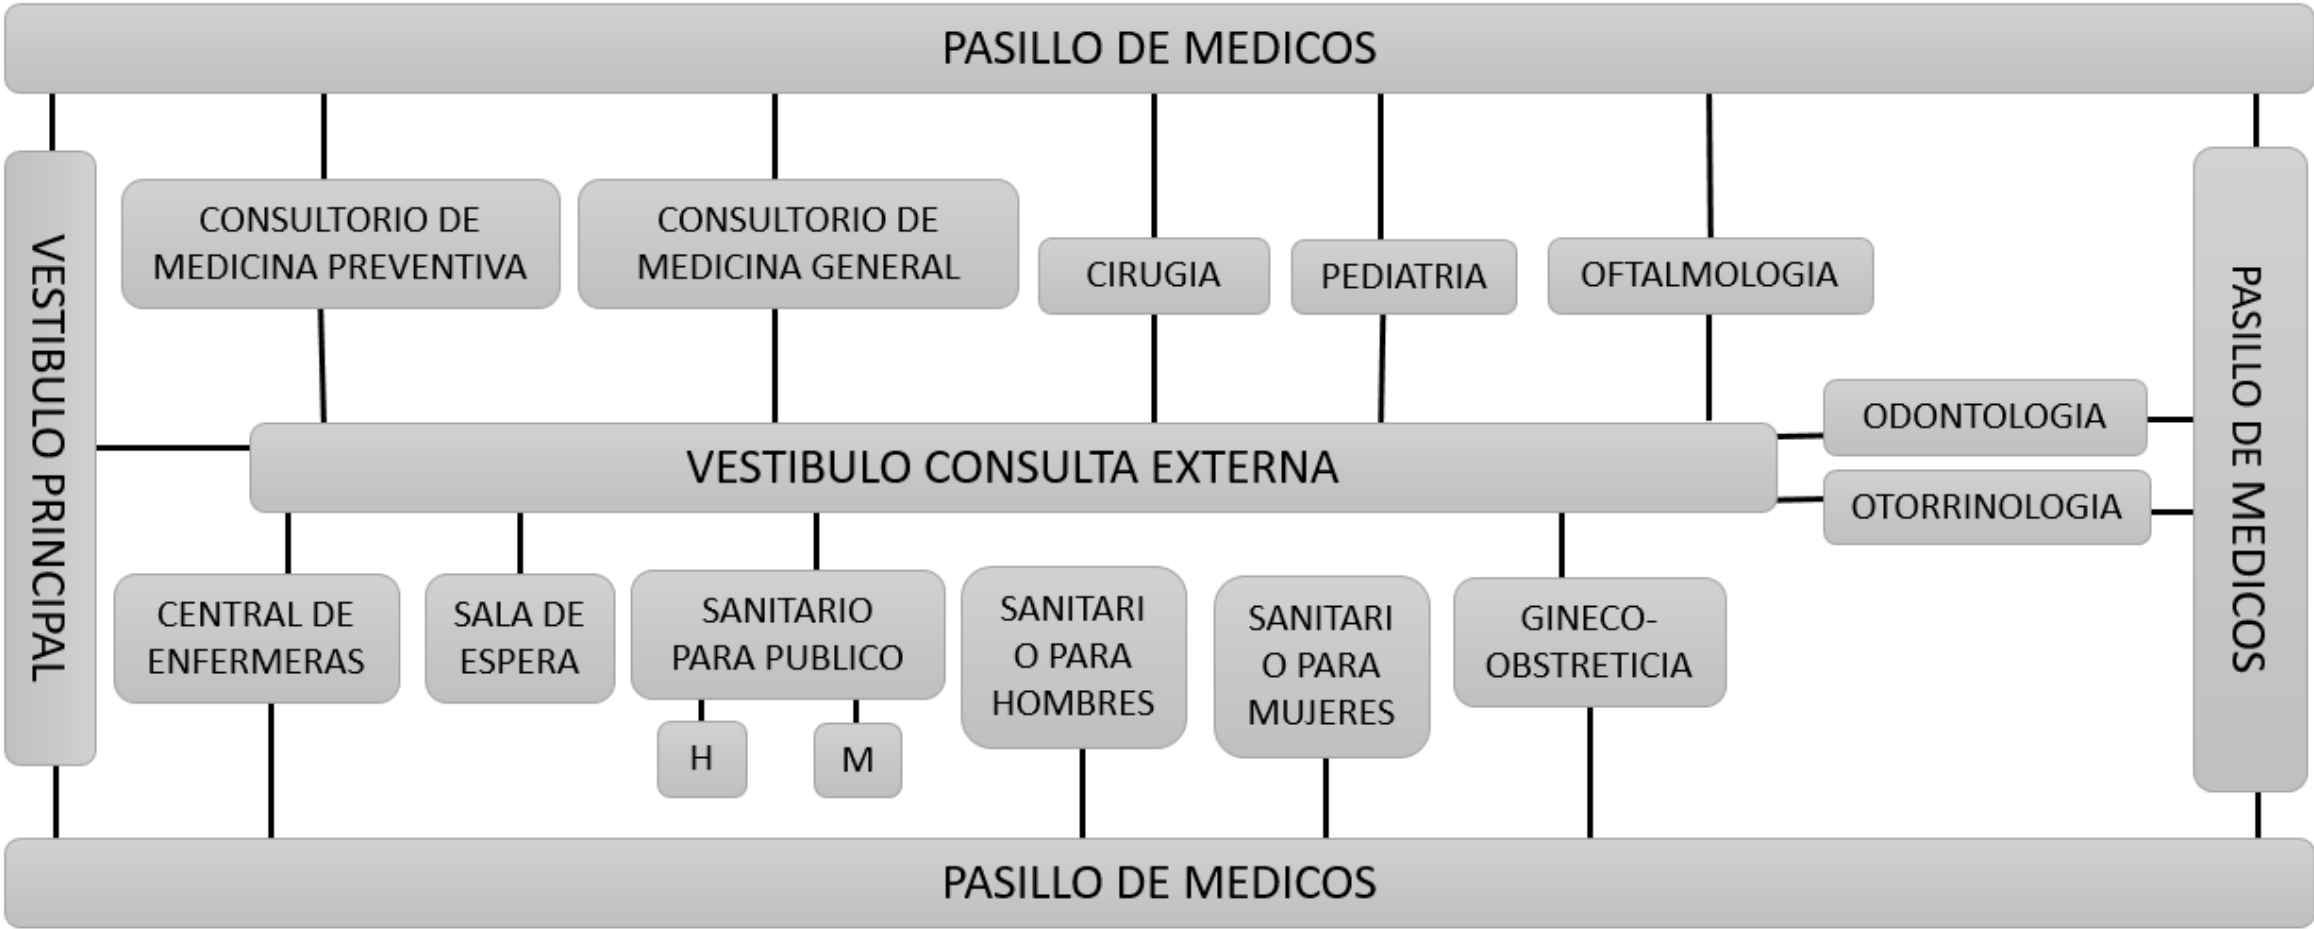 PASILLO DE MEDICOS
VESTIBULO PRINCIPAL
CONSULTORIO DE
MEDICINA PREVENTIVA
CONSULTORIO DE
MEDICINA GENERAL
CIRUGIA
PEDIATRIA
OFTALMOLOGIA
PASILLO DE MEDICOS
ODONTOLOGIA
VESTIBULO CONSULTA EXTERNA
OTORRINOLOGIA
CENTRAL DE
ENFERMERAS
SALA DE
ESPERA
SANITARIO
PARA PUBLICO
H
M
SANITARI
O PARA
HOMBRES
SANITARI
O PARA
MUJERES
GINECO-
OBSTRETICIA
PASILLO DE MEDICOS